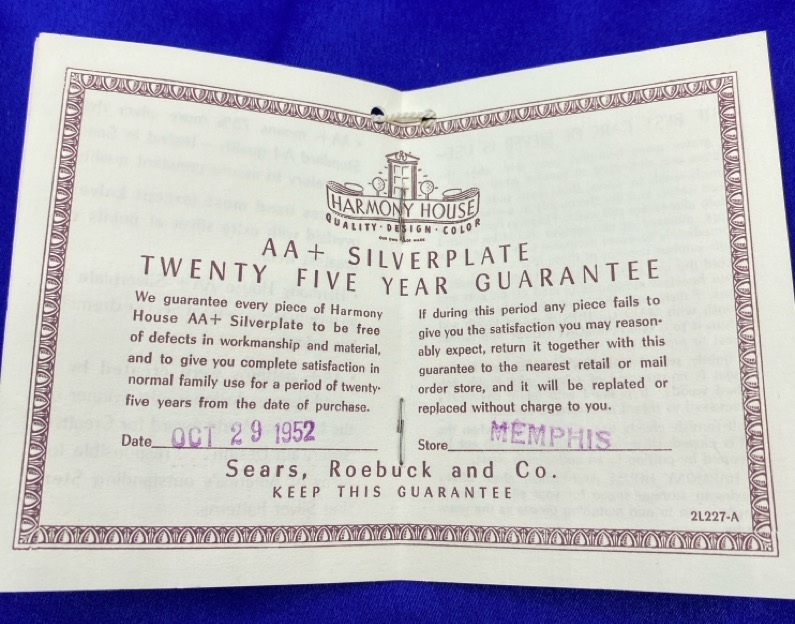 HARMONY HOUSE
QUALITY · DESIGN · COLOR
OUR OWN TRADE MARK
AA+ SILVERPLATE
TWENTY FIVE YEAR GUARANTEE
We guarantee every piece of Harmony
House AA+ Silverplate to be free
of defects in workmanship and material,
and to give you complete satisfaction in
normal family use for a period of twenty-
five years from the date of purchase.
If during this period any piece fails to
give you the satisfaction you may reason-
ably expect, return it together with this
guarantee to the nearest retail or mail
order store, and it will be replated or
replaced without charge to you.
Date OCT 29 1952
Store MEMPHIS
Sears, Roebuck and Co.
KEEP THIS GUARANTEE
2L227-A